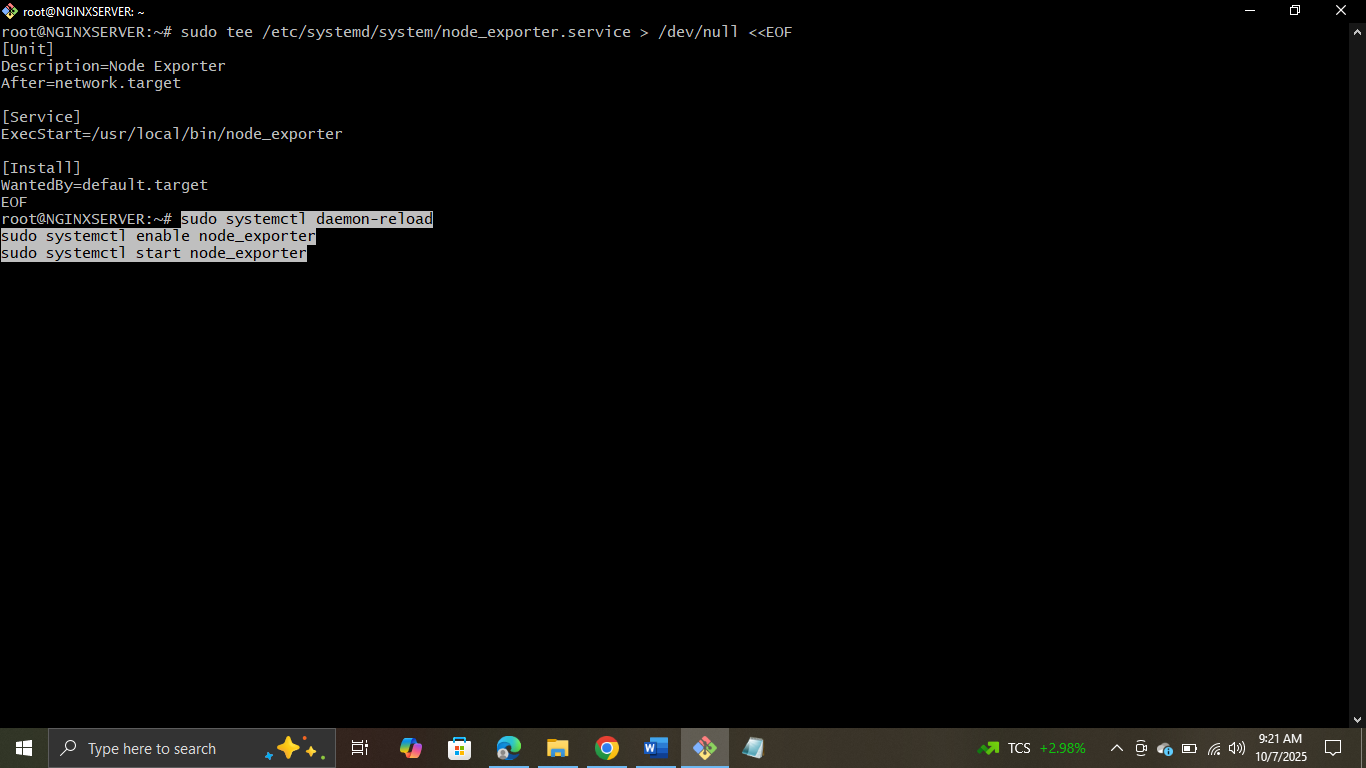 root@NGINXSERVER: ~
root@NGINXSERVER:~# sudo tee /etc/systemd/system/node_exporter.service > /dev/null <<EOF
[Unit]
Description=Node Exporter
After=network.target
[Service]
ExecStart=/usr/local/bin/node_exporter
[Install]
WantedBy=default.target
EOF
root@NGINXSERVER:~# sudo systemctl daemon-reload
sudo systemctl enable node_exporter
sudo systemctl start node_exporter
Type here to search
TCS +2.98%
9:21 AM
10/7/2025